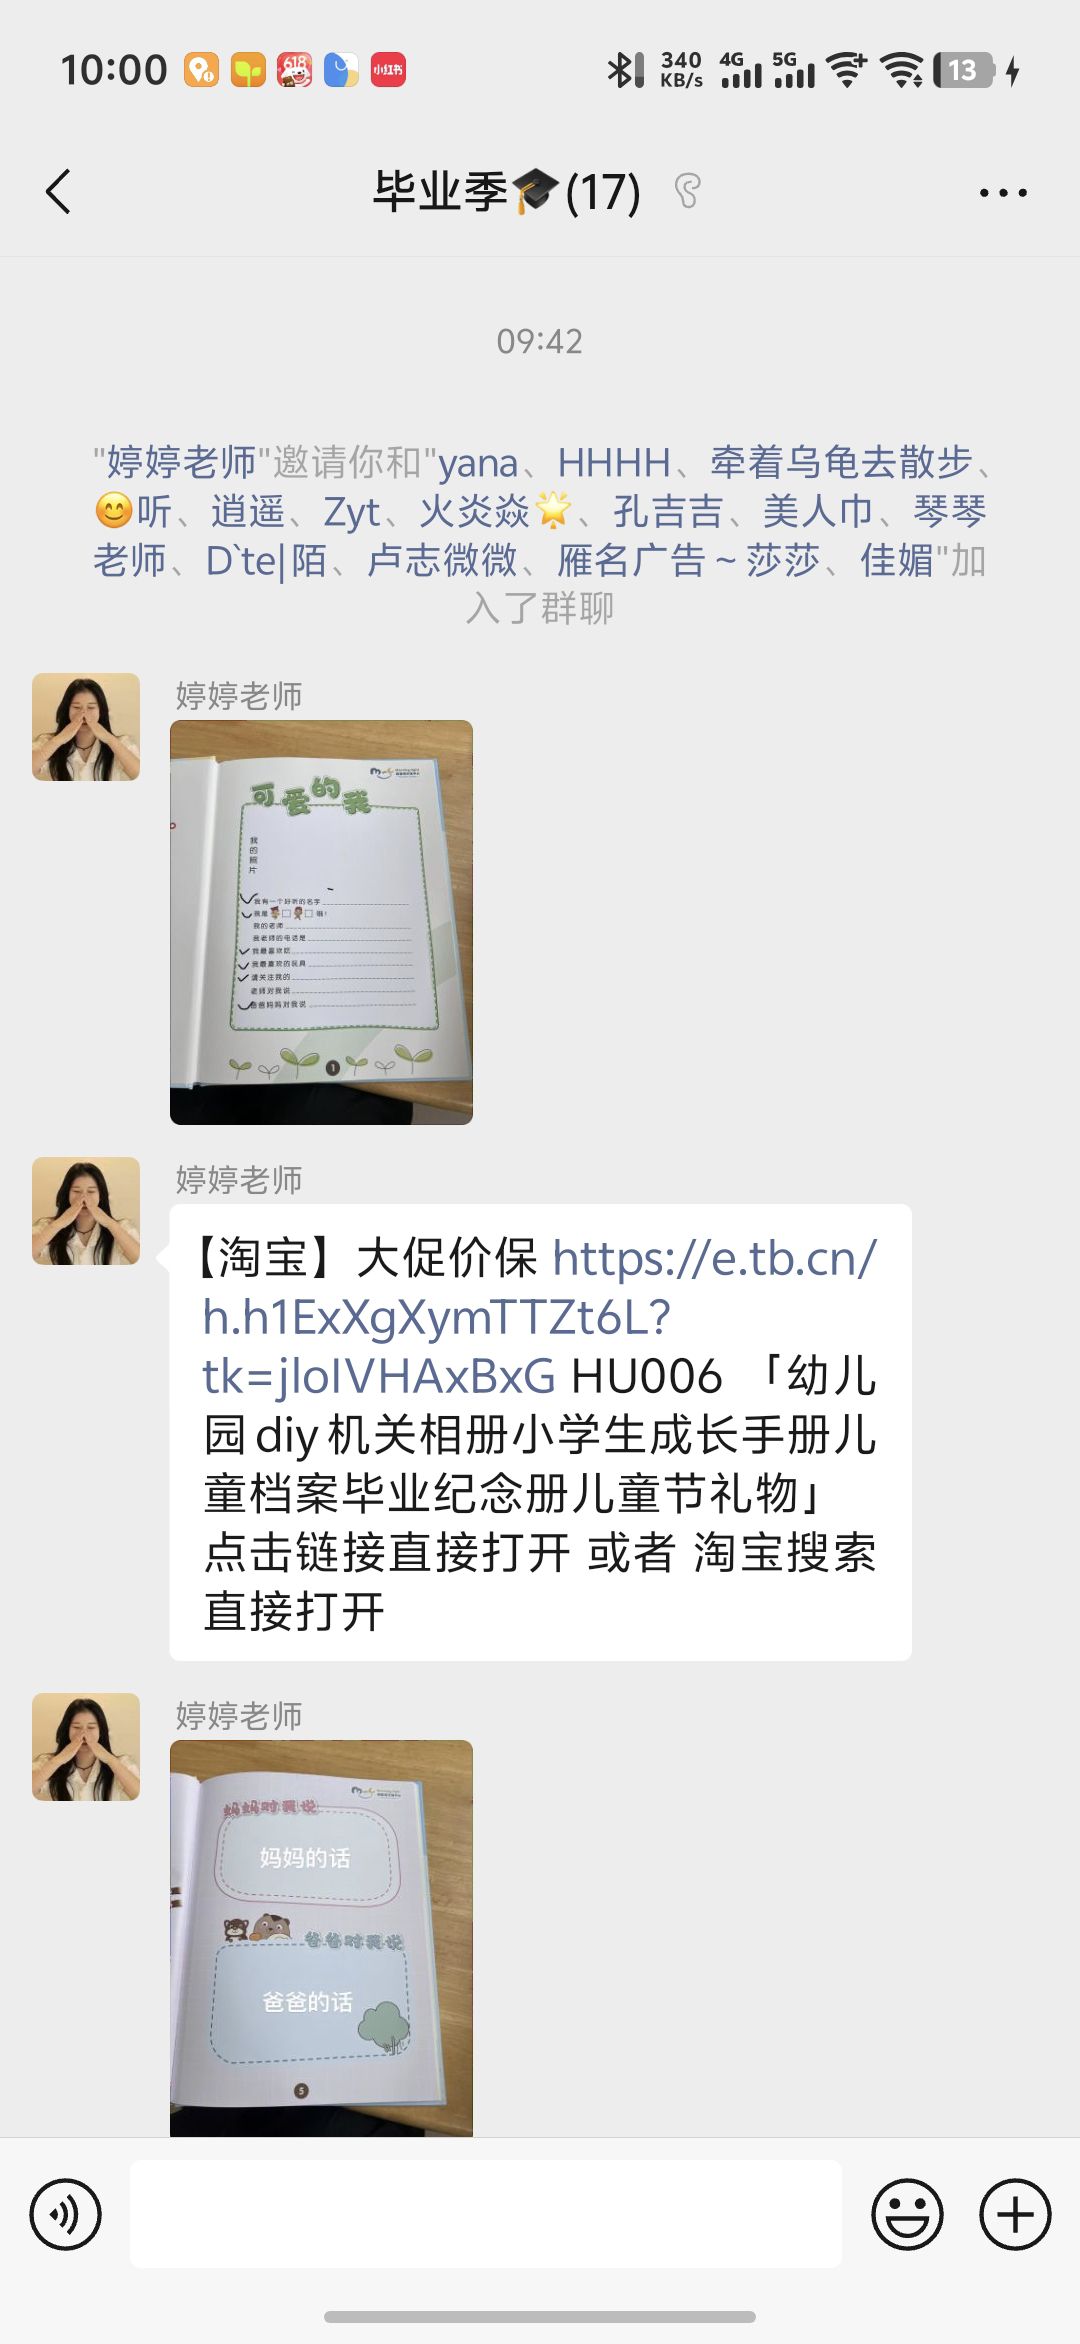 10:00
618
小红书
340
KB/s
4G
5G
13
毕业季🎓(17)
09:42
"婷婷老师"邀请你和"yana、HHHH、牵着乌龟去散步、
😊听、逍遥、Zyt、火炎焱🌟、孔吉吉、美人巾、琴琴
老师、D`te|陌、卢志微微、雁名广告~莎莎、佳媚"加
入了群聊
婷婷老师
可爱的我
我的照片
我有一个好听的名字
我是 □ □ 哦!
我的老师
我老师的电话是
我最喜欢吃
我最喜欢的玩具
请关注我的
老师对我说
爸爸妈妈对我说
1
婷婷老师
【淘宝】大促价保 https://e.tb.cn/
h.h1ExXgXymTTZt6L?
tk=jloIVHAxBxG HU006 「幼儿
园diy机关相册小学生成长手册儿
童档案毕业纪念册儿童节礼物」
点击链接直接打开 或者 淘宝搜索
直接打开
婷婷老师
妈妈对我说
妈妈的话
爸爸对我说
爸爸的话
5